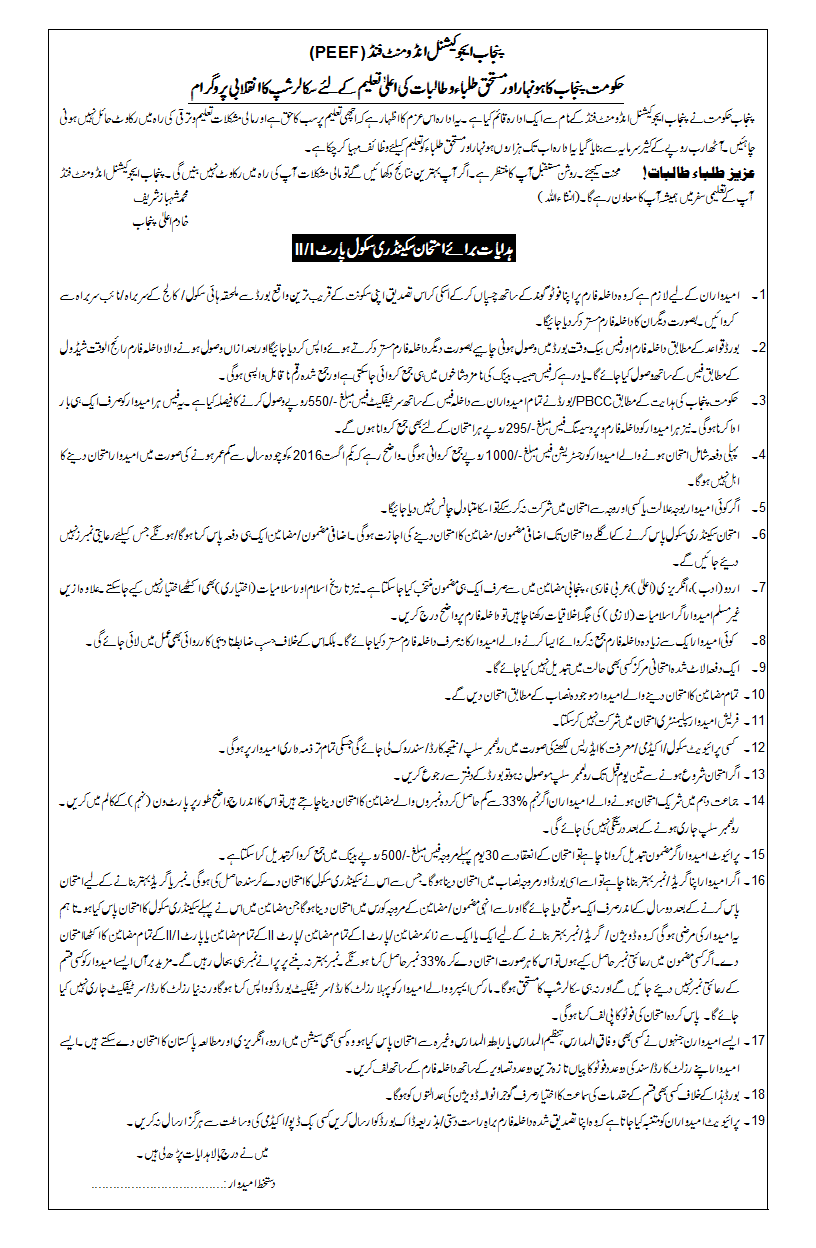 پنجاب ایجوکیشنل انڈومنٹ فنڈ (PEEF)
حکومت پنجاب کا ہونہار اور مستحق طلباء و طالبات کی اعلیٰ تعلیم کے لئے سکالرشپ کا انقلابی پروگرام
پنجاب حکومت نے پنجاب ایجوکیشنل انڈومنٹ فنڈ کے نام سے ایک ادارہ قائم کیا ہے۔ یہ ادارہ اس عزم کا اظہار ہے کہ اچھی تعلیم پر سب کا حق ہے اور مالی مشکلات تعلیم و ترقی کی راہ میں رکاوٹ حائل نہیں ہونی
چاہئیں۔ آٹھ ارب روپے کے کثیر سرمایہ سے بنایا گیا یہ ادارہ اب تک ہزاروں ہونہار اور مستحق طلباء کو تعلیم کیلئے وظائف مہیا کر چکا ہے۔
عزیز طلباء طالبات! محنت کیجئے۔ روشن مستقبل آپ کا منتظر ہے۔ اگر آپ بہترین نتائج دکھائیں گے تو مالی مشکلات آپ کی راہ میں رکاوٹ نہیں بنیں گی۔ پنجاب ایجوکیشنل انڈومنٹ فنڈ
آپ کے تعلیمی سفر میں ہمیشہ آپ کا معاون رہے گا۔ (انشاءاللہ)
محمد شہباز شریف
خادم اعلیٰ پنجاب
ہدایات برائے امتحان سکینڈری سکول پارٹ II/I
1۔ امیدواران کے لیے لازم ہے کہ وہ داخلہ فارم پر اپنا فوٹو گوند کے ساتھ چسپاں کر کے اُسکی کراس تصدیق اپنی سکونت کے قریب ترین واقع بورڈ سے ملحقہ ہائی سکول/ کالج کے سربراہ/نائب سربراہ سے
کروائیں۔ بصورت دیگر ان کا داخلہ فارم مسترد کر دیا جائیگا۔
2۔ بورڈ قواعد کے مطابق داخلہ فارم اور فیس بیک وقت بورڈ میں وصول ہونی چاہیے بصورت دیگر داخلہ فارم مسترد کرتے ہوئے واپس کر دیا جائیگا اور بعد ازاں وصول ہونے والا داخلہ فارم رائج الوقت شیڈول
کے مطابق فیس کے ساتھ وصول کیا جائے گا۔ یاد رہے کہ فیس حبیب بینک کی نامزد شاخوں میں ہی جمع کروائی جاسکتی ہے اور جمع شدہ رقم ناقابل واپسی ہوگی۔
3۔ حکومت پنجاب کی ہدایت کے مطابق PBCC/بورڈ نے تمام امیدواران سے داخلہ فیس کے ساتھ سرٹیفکیٹ فیس مبلغ -/550 روپے وصول کرنے کا فیصلہ کیا ہے۔ یہ فیس ہر امیدوار کو صرف ایک ہی بار
ادا کرنا ہوگی۔ نیز ہر امیدوار کو داخلہ فارم و پروسیسنگ فیس مبلغ -/295 روپے ہر امتحان کے لئے بھی جمع کروانا ہوں گے۔
4۔ پہلی دفعہ شامل امتحان ہونے والے امیدوار کو رجسٹریشن فیس مبلغ -/1000 روپے جمع کروانی ہوگی۔ واضح رہے کہ یکم اگست 2016ء کو چودہ سال سے کم عمر ہونے کی صورت میں امیدوار امتحان دینے کا
اہل نہیں ہوگا۔
5۔ اگر کوئی امیدوار بوجہ علالت یا کسی اور وجہ سے امتحان میں شرکت نہ کر سکے تو اسکا متبادل چانس نہیں دیا جائیگا۔
6۔ امتحان سکینڈری سکول پاس کرنے کے اگلے دو امتحان تک اضافی مضمون/مضامین کا امتحان دینے کی اجازت ہوگی۔ اضافی مضمون/مضامین ایک ہی دفعہ پاس کرنا ہوگا/ہونگے جس کیلئے رعایتی نمبرز نہیں
دیئے جائیں گے۔
7۔ اردو (ادب)، انگریزی (اعلیٰ) عربی، فارسی، پنجابی مضامین میں سے صرف ایک ہی مضمون منتخب کیا جاسکتا ہے۔ نیز تاریخ اسلام اور اسلامیات (اختیاری) بھی اکٹھے اختیار نہیں کیے جاسکتے۔ علاوہ ازیں
غیر مسلم امیدوار اگر اسلامیات (لازمی) کی جگہ اخلاقیات رکھنا چاہیں تو داخلہ فارم پر واضح درج کریں۔
8۔ کوئی امیدوار ایک سے زیادہ داخلہ فارم جمع نہ کروائے ایسا کرنے والے امیدوار کا نہ صرف داخلہ فارم مسترد کیا جائے گا۔ بلکہ اس کے خلاف حسب ضابطہ تادیبی کارروائی بھی عمل میں لائی جائے گی۔
9۔ ایک دفعہ الاٹ شدہ امتحانی مرکز کسی بھی حالت میں تبدیل نہیں کیا جائے گا۔
10۔ تمام مضامین کا امتحان دینے والے امیدوار موجودہ نصاب کے مطابق امتحان دیں گے۔
11۔ فریش امیدوار سپلیمنٹری امتحان میں شرکت نہیں کر سکتا۔
12۔ کسی پرائیویٹ سکول/اکیڈمی/معرفت کا ایڈریس لکھنے کی صورت میں رولنمبر سلپ/نتیجہ کارڈ/سند روک لی جائے گی جسکی تمام تر ذمہ داری امیدوار پر ہوگی۔
13۔ اگر امتحان شروع ہونے سے تین یوم قبل تک رولنمبر سلپ موصول نہ ہو تو بورڈ کے دفتر سے رجوع کریں۔
14۔ جماعت دہم میں شریک امتحان ہونے والے امیدواران اگر نہم 33% سے کم حاصل کردہ نمبروں والے مضامین کا امتحان دینا چاہتے ہیں تو اس کا اندراج واضح طور پر پارٹ ون (نہم) کے کالم میں کریں۔
رولنمبر سلپ جاری ہونے کے بعد درستگی نہیں کی جائے گی۔
15۔ پرائیویٹ امیدوار اگر مضمون تبدیل کروانا چاہے تو امتحان کے انعقاد سے 30 یوم پہلے مروجہ فیس مبلغ -/500 روپے بینک میں جمع کروا کر تبدیل کرا سکتا ہے۔
16۔ اگر امیدوار اپنا گریڈ/نمبر بہتر بنانا چاہے تو اسے اسی بورڈ اور مروجہ نصاب میں امتحان دینا ہوگا۔ جس سے اس نے سکینڈری سکول کا امتحان دے کر سند حاصل کی ہوگی۔ نمبر یا گریڈ بہتر بنانے کے لیے امتحان
پاس کرنے کے بعد دو سال کے اندر صرف ایک موقع دیا جائے گا اور اسے انہی مضمون/مضامین کے مروجہ کورس میں امتحان دینا ہوگا جن مضامین میں اس نے پہلے سکینڈری سکول کا امتحان پاس کیا ہو۔ تاہم
یہ امیدوار کی مرضی ہوگی کہ وہ ڈویژن/ گریڈ/نمبر بہتر بنانے کے لیے ایک یا ایک سے زائد مضامین/پارٹ I کے تمام مضامین/پارٹ II کے تمام مضامین یا پارٹ II/I کے تمام مضامین کا اکٹھا امتحان
دے۔ اگر کسی مضمون میں رعایتی نمبر حاصل کیے ہوں تو اس کا ہر صورت امتحان دے کر 33% نمبر حاصل کرنا ہونگے۔ نمبر بہتر نہ بننے پر پرانے نمبر ہی بحال رہیں گے۔ مزید برآں ایسے امیدوار کو کسی قسم
کے رعایتی نمبر نہیں دیئے جائیں گے اور نہ ہی سکالرشپ کا مستحق ہوگا۔ مارکس ایمپروو والے امیدوار کو پہلا رزلٹ کارڈ/سرٹیفکیٹ بورڈ کو واپس کرنا ہوگا ورنہ نیا رزلٹ کارڈ/سرٹیفکیٹ جاری نہیں کیا
جائے گا۔ پاس کردہ امتحان کی فوٹو کاپی لف کرنا ہوگی۔
17۔ ایسے امیدواران جنہوں نے کسی بھی وفاق المدارس، تنظیم المدارس یا رابطہ المدارس وغیرہ سے امتحان پاس کیا ہو وہ کسی بھی سیشن میں اردو، انگریزی اور مطالعہ پاکستان کا امتحان دے سکتے ہیں۔ ایسے
امیدوار اپنے رزلٹ کارڈ/سند کی دو عدد فوٹو کاپیاں تازہ ترین دو عدد تصاویر کے ساتھ داخلہ فارم کے ساتھ لف کریں۔
18۔ بورڈ ہذا کے خلاف کسی بھی قسم کے مقدمات کی سماعت کا اختیار صرف گوجرانوالہ ڈویژن کی عدالتوں کو ہوگا۔
19۔ پرائیویٹ امیدواران کو متنبہ کیا جاتا ہے کہ وہ اپنا تصدیق شدہ داخلہ فارم براہ راست دستی/بذریعہ ڈاک بورڈ کو ارسال کریں کسی بک ڈپو/اکیڈمی کی وساطت سے ہرگز ارسال نہ کریں۔
میں نے درج بالا ہدایات پڑھ لی ہیں۔
دستخط امیدوار: ........................................